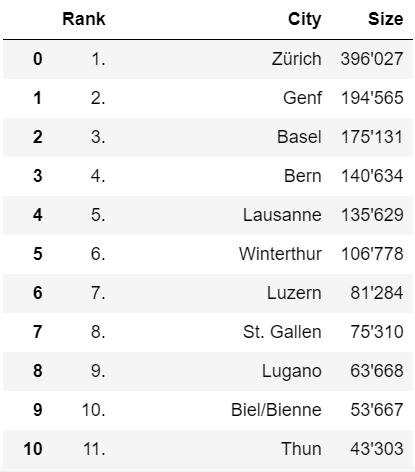 Rank City Size
0 1. Zürich 396'027
1 2. Genf 194'565
2 3. Basel 175'131
3 4. Bern 140'634
4 5. Lausanne 135'629
5 6. Winterthur 106'778
6 7. Luzern 81'284
7 8. St. Gallen 75'310
8 9. Lugano 63'668
9 10. Biel/Bienne 53'667
10 11. Thun 43'303